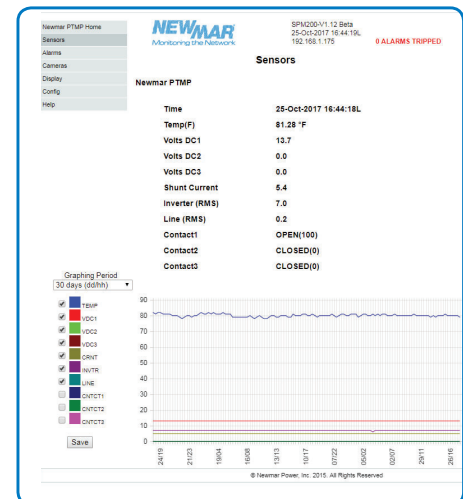 Newmar PTMP Home
Sensors
Alarms
Cameras
Display
Config
Help
NEWMAR
Monitoring the Network
SPM200-V1.12 Beta
25-Oct-2017 16:44:19L
192.168.1.175
0 ALARMS TRIPPED
Sensors
Newmar PTMP
Time 25-Oct-2017 16:44:18L
Temp(F) 81.28 °F
Volts DC1 13.7
Volts DC2 0.0
Volts DC3 0.0
Shunt Current 5.4
Inverter (RMS) 7.0
Line (RMS) 0.2
Contact1 OPEN(100)
Contact2 CLOSED(0)
Contact3 CLOSED(0)
Graphing Period
30 days (dd/hh)
TEMP
VDC1
VDC2
VDC3
CRNT
INVTR
LINE
CNTCT1
CNTCT2
CNTCT3
Save
90
80
70
60
50
40
30
20
10
0
24/19 21/23 19/04 16/08 13/13 10/17 07/22 05/02 02/07 29/11 26/16
© Newmar Power, Inc. 2015. All Rights Reserved